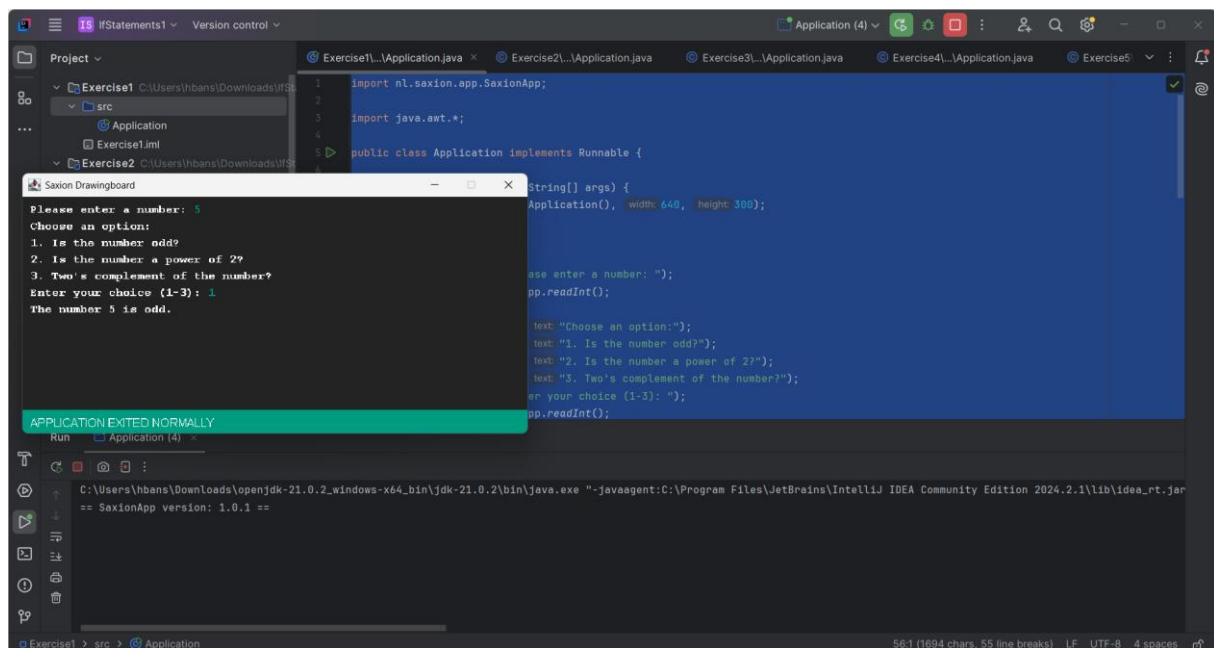 IS IfStatements1 Version control Application (4)
Project
Exercise1\...\Application.java Exercise2\...\Application.java Exercise3\...\Application.java Exercise4\...\Application.java Exercise5
Exercise1 C:\Users\hbans\Downloads\IfSt
src
Application
Exercise1.iml
Exercise2 C:\Users\hbans\Downloads\IfSt
1 import nl.saxion.app.SaxionApp;
2
3 import java.awt.*;
4
5 public class Application implements Runnable {
String[] args) {
Application(), width: 640, height: 300);
ase enter a number: ");
pp.readInt();
text: "Choose an option:");
text: "1. Is the number odd?");
text: "2. Is the number a power of 2?");
text: "3. Two's complement of the number?");
er your choice (1-3): ");
pp.readInt();
Saxion Drawingboard
Please enter a number: 5
Choose an option:
1. Is the number odd?
2. Is the number a power of 2?
3. Two's complement of the number?
Enter your choice (1-3): 1
The number 5 is odd.
APPLICATION EXITED NORMALLY
Run Application (4)
C:\Users\hbans\Downloads\openjdk-21.0.2_windows-x64_bin\jdk-21.0.2\bin\java.exe "-javaagent:C:\Program Files\JetBrains\IntelliJ IDEA Community Edition 2024.2.1\lib\idea_rt.jar
== SaxionApp version: 1.0.1 ==
Exercise1 > src > Application 56:1 (1694 chars, 55 line breaks) LF UTF-8 4 spaces